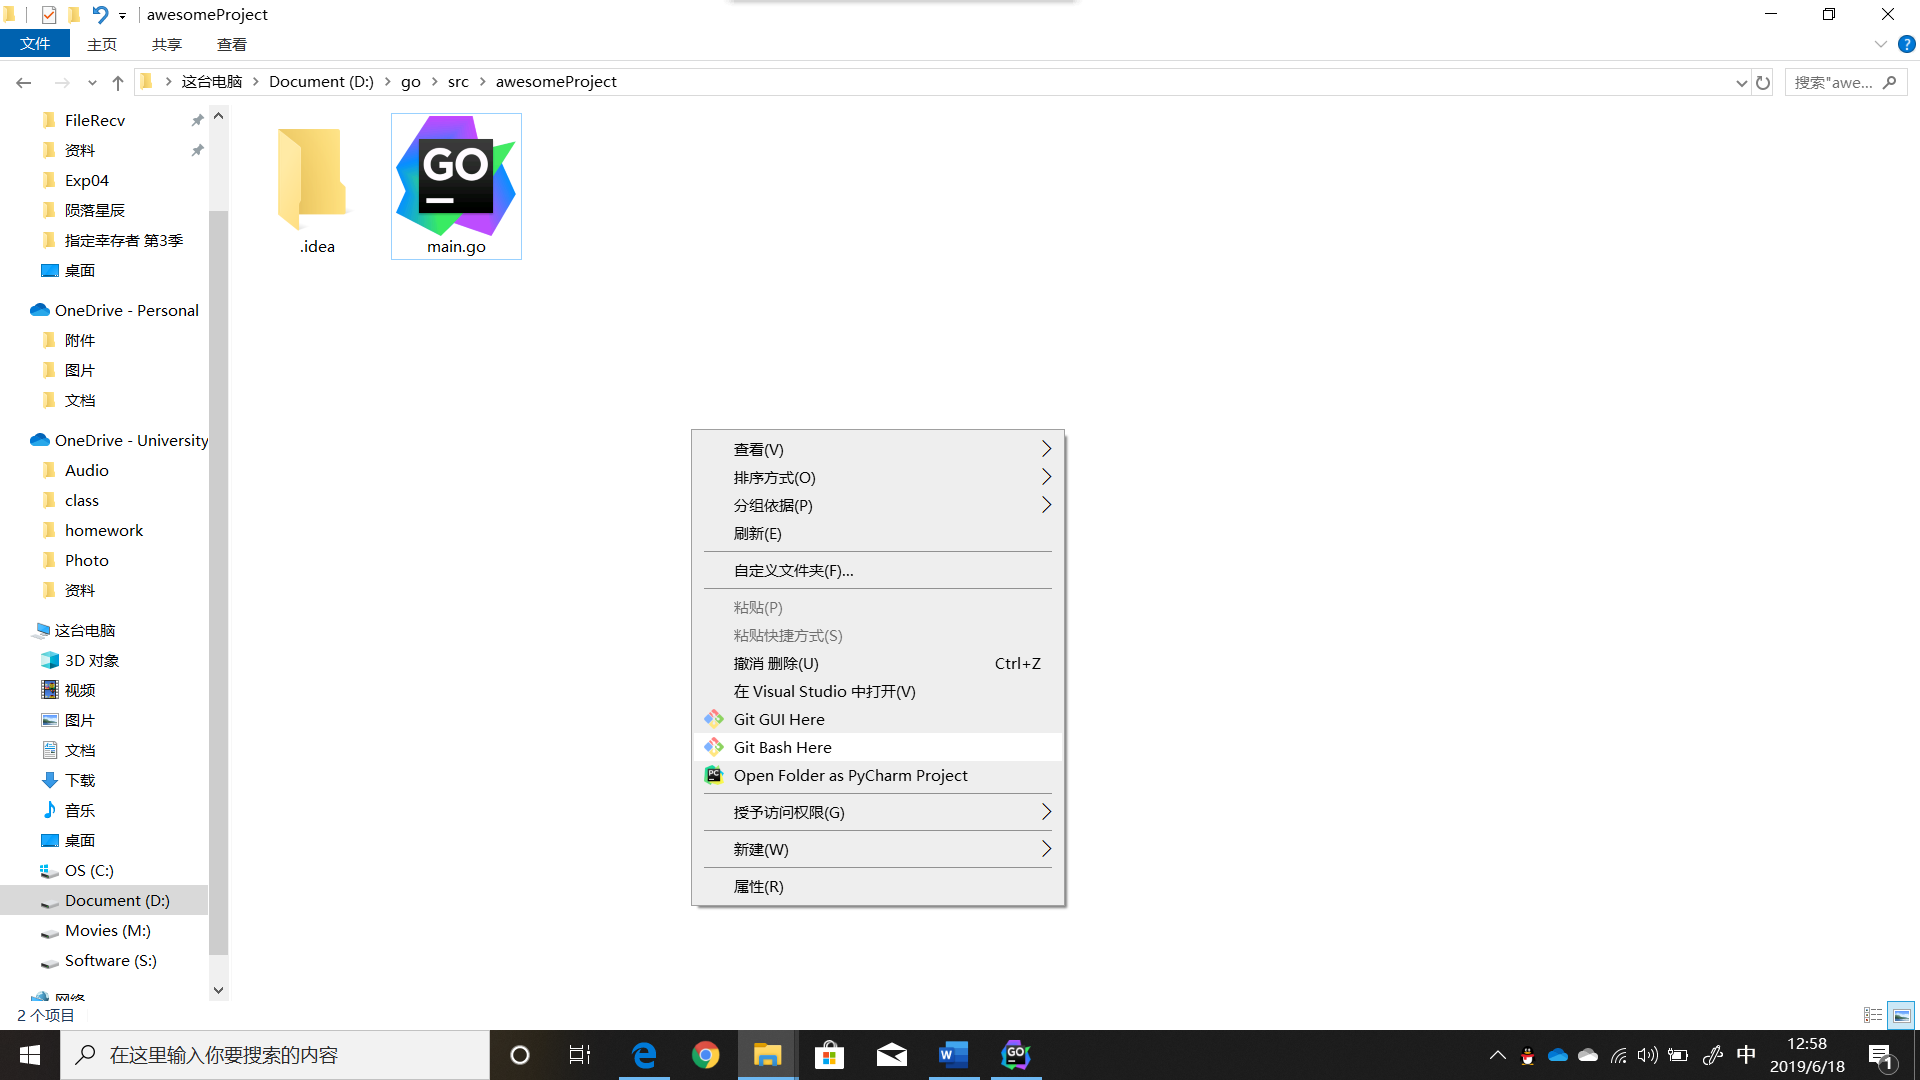 awesomeProject
文件 主页 共享 查看
这台电脑 Document (D:) go src awesomeProject
搜索"awe...
FileRecv
资料
Exp04
陨落星辰
指定幸存者 第3季
桌面
OneDrive - Personal
附件
图片
文档
OneDrive - University
Audio
class
homework
Photo
资料
这台电脑
3D 对象
视频
图片
文档
下载
音乐
桌面
OS (C:)
Document (D:)
Movies (M:)
Software (S:)
网络
.idea
GO
main.go
查看(V)
排序方式(O)
分组依据(P)
刷新(E)
自定义文件夹(F)...
粘贴(P)
粘贴快捷方式(S)
撤消 删除(U) Ctrl+Z
在 Visual Studio 中打开(V)
Git GUI Here
Git Bash Here
Open Folder as PyCharm Project
授予访问权限(G)
新建(W)
属性(R)
2 个项目
在这里输入你要搜索的内容
中
12:58
2019/6/18
1